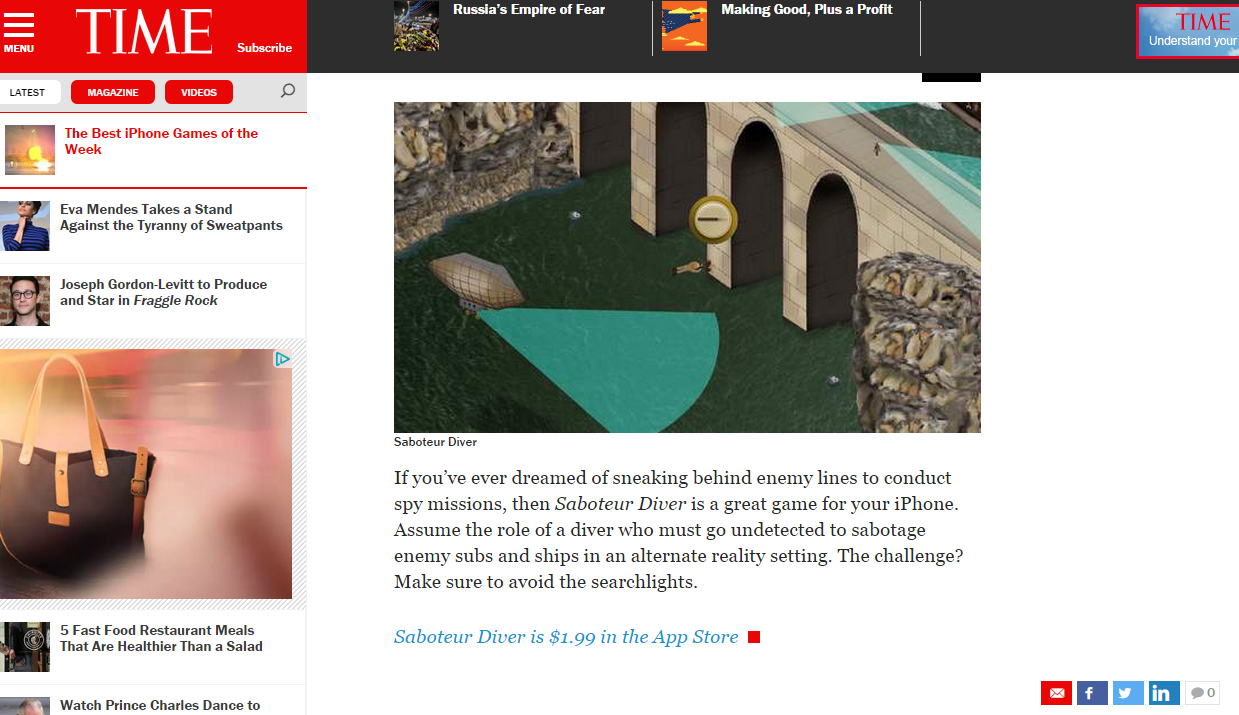 MENU
TIME
Subscribe
Russia's Empire of Fear
Making Good, Plus a Profit
TIME
Understand your
LATEST
MAGAZINE
VIDEOS
The Best iPhone Games of the
Week
Eva Mendes Takes a Stand
Against the Tyranny of Sweatpants
Joseph Gordon-Levitt to Produce
and Star in Fraggle Rock
5 Fast Food Restaurant Meals
That Are Healthier Than a Salad
Watch Prince Charles Dance to
Saboteur Diver
If you've ever dreamed of sneaking behind enemy lines to conduct
spy missions, then Saboteur Diver is a great game for your iPhone.
Assume the role of a diver who must go undetected to sabotage
enemy subs and ships in an alternate reality setting. The challenge?
Make sure to avoid the searchlights.
Saboteur Diver is $1.99 in the App Store
f
in
0